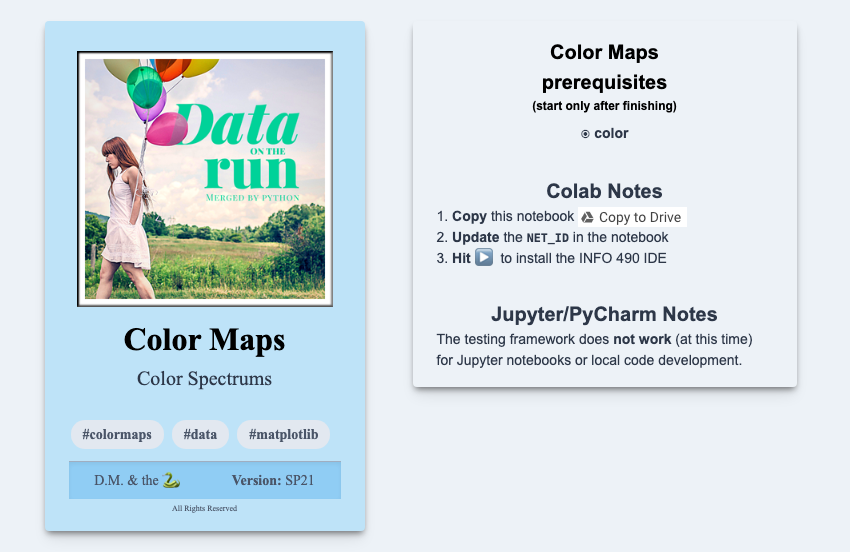 Data
ON THE
run
MERGED BY PYTHON
Color Maps
Color Spectrums
#colormaps #data #matplotlib
D.M. & the 🐍 Version: SP21
All Rights Reserved
Color Maps
prerequisites
(start only after finishing)
⦿ color
Colab Notes
1. Copy this notebook Copy to Drive
2. Update the NET_ID in the notebook
3. Hit ▶️ to install the INFO 490 IDE
Jupyter/PyCharm Notes
The testing framework does not work (at this time)
for Jupyter notebooks or local code development.